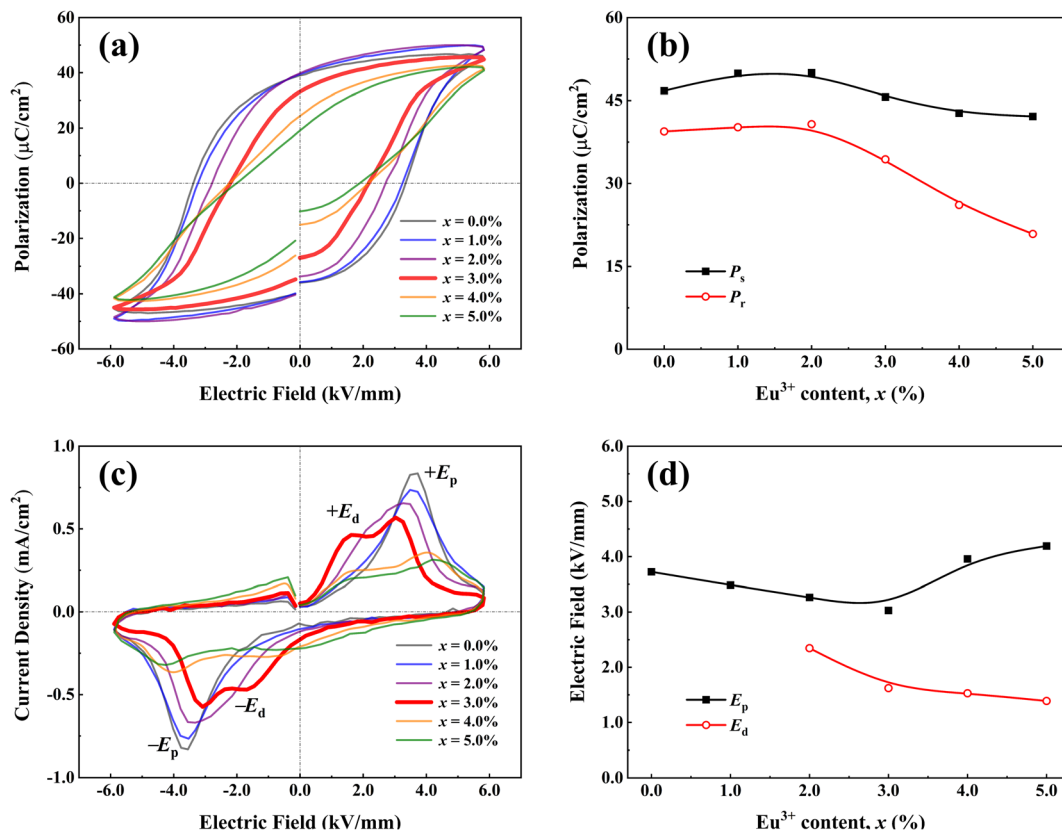 (a)
60
40
20
0
-20
-40
-60
Polarization (μC/cm²)
-6.0 -4.0 -2.0 0.0 2.0 4.0 6.0
Electric Field (kV/mm)
x = 0.0%
x = 1.0%
x = 2.0%
x = 3.0%
x = 4.0%
x = 5.0%
(b)
60
45
30
15
0
Polarization (μC/cm²)
Ps
Pr
0.0 1.0 2.0 3.0 4.0 5.0
Eu³⁺ content, x (%)
(c)
1.0
0.5
0.0
-0.5
-1.0
Current Density (mA/cm²)
+Ep
+Ed
–Ed
–Ep
x = 0.0%
x = 1.0%
x = 2.0%
x = 3.0%
x = 4.0%
x = 5.0%
-6.0 -4.0 -2.0 0.0 2.0 4.0 6.0
Electric Field (kV/mm)
(d)
6.0
5.0
4.0
3.0
2.0
1.0
0.0
Electric Field (kV/mm)
Ep
Ed
0.0 1.0 2.0 3.0 4.0 5.0
Eu³⁺ content, x (%)